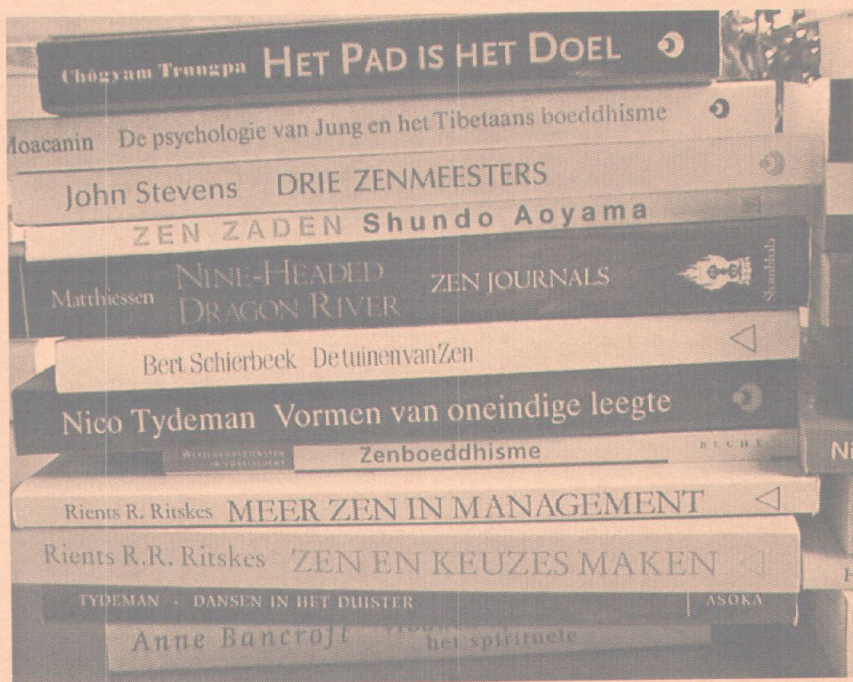 Chögyam Trungpa HET PAD IS HET DOEL
Moacanin De psychologie van Jung en het Tibetaans boeddhisme
John Stevens DRIE ZENMEESTERS
ZEN ZADEN Shundo Aoyama
Matthiessen NINE-HEADED DRAGON RIVER ZEN JOURNALS Shambhala
Bert Schierbeek De tuinen van Zen
Nico Tydeman Vormen van oneindige leegte
Zenboeddhisme BECHT
Rients R. Ritskes MEER ZEN IN MANAGEMENT
Rients R.R. Ritskes ZEN EN KEUZES MAKEN
TYDEMAN · DANSEN IN HET DUISTER ASOKA
Anne Bancroft
het spirituele
Ni
H